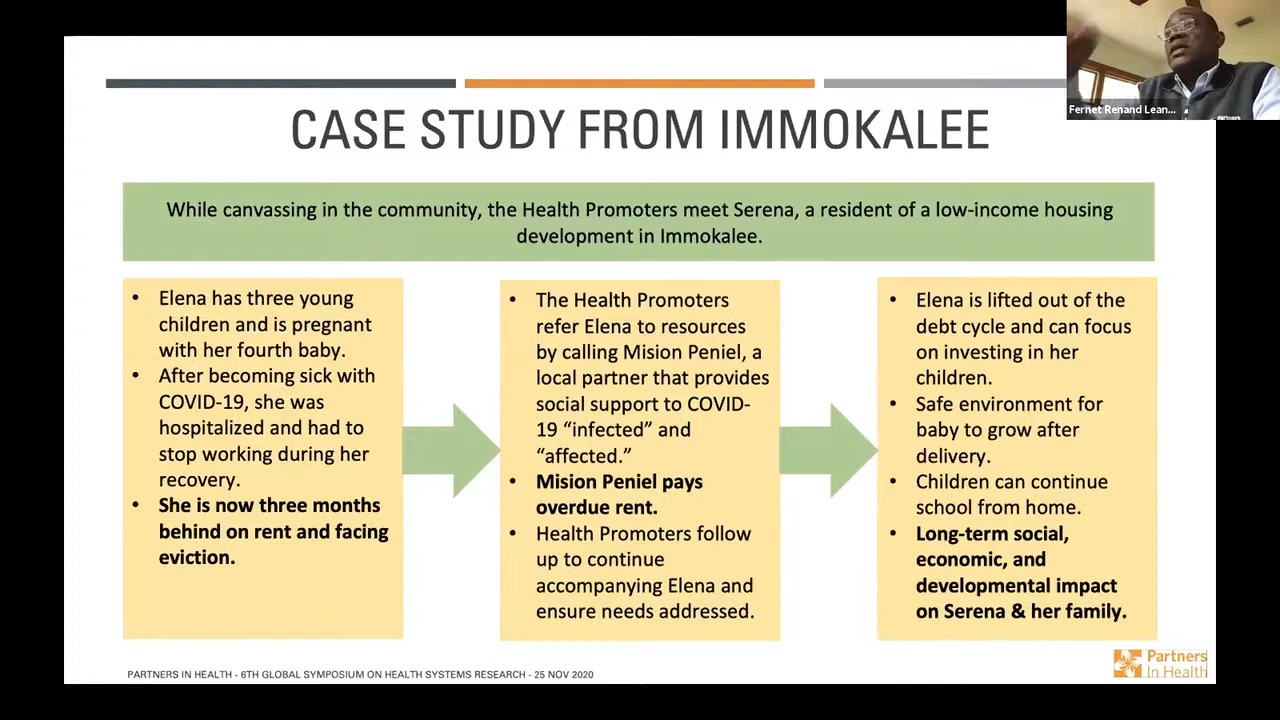 Fernet Renand Lean...
CASE STUDY FROM IMMOKALEE
While canvassing in the community, the Health Promoters meet Serena, a resident of a low-income housing
development in Immokalee.
• Elena has three young
children and is pregnant
with her fourth baby.
• After becoming sick with
COVID-19, she was
hospitalized and had to
stop working during her
recovery.
• She is now three months
behind on rent and facing
eviction.
• The Health Promoters
refer Elena to resources
by calling Mision Peniel, a
local partner that provides
social support to COVID-
19 “infected” and
“affected.”
• Mision Peniel pays
overdue rent.
• Health Promoters follow
up to continue
accompanying Elena and
ensure needs addressed.
• Elena is lifted out of the
debt cycle and can focus
on investing in her
children.
• Safe environment for
baby to grow after
delivery.
• Children can continue
school from home.
• Long-term social,
economic, and
developmental impact
on Serena & her family.
PARTNERS IN HEALTH - 6TH GLOBAL SYMPOSIUM ON HEALTH SYSTEMS RESEARCH - 25 NOV 2020
Partners
In Health